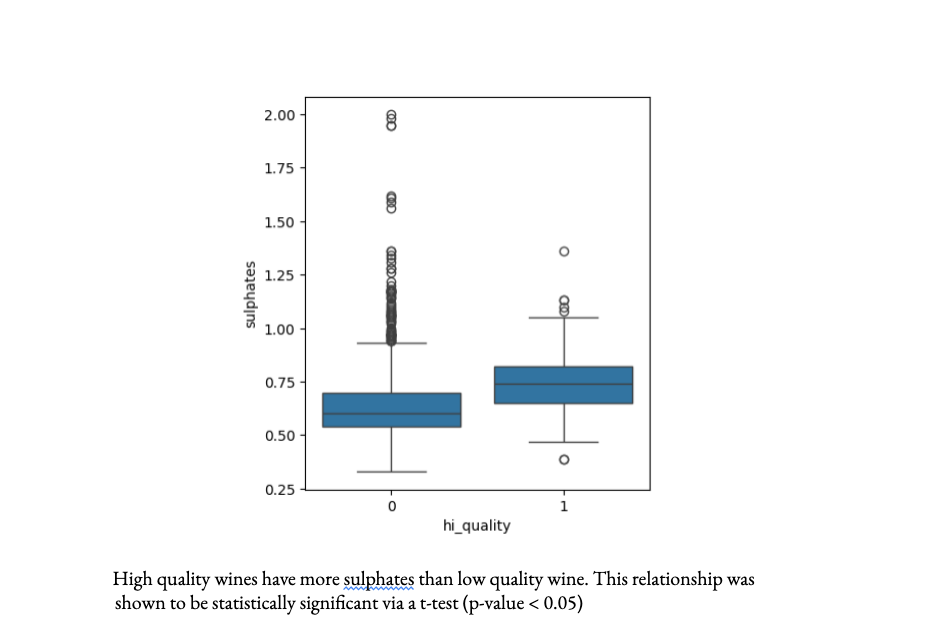 2.00
1.75
1.50
1.25
1.00
0.75
0.50
0.25
sulphates
0 1
hi_quality
High quality wines have more sulphates than low quality wine. This relationship was
shown to be statistically significant via a t-test (p-value < 0.05)